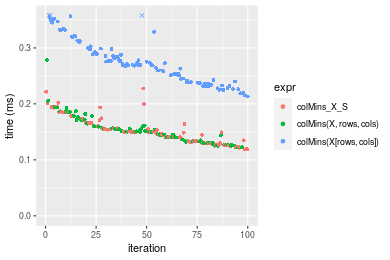 0.3
0.2
0.1
0.0
0
25
50
75
100
time (ms)
iteration
expr
colMins_X_S
colMins(X, rows, cols)
colMins(X[rows, cols])